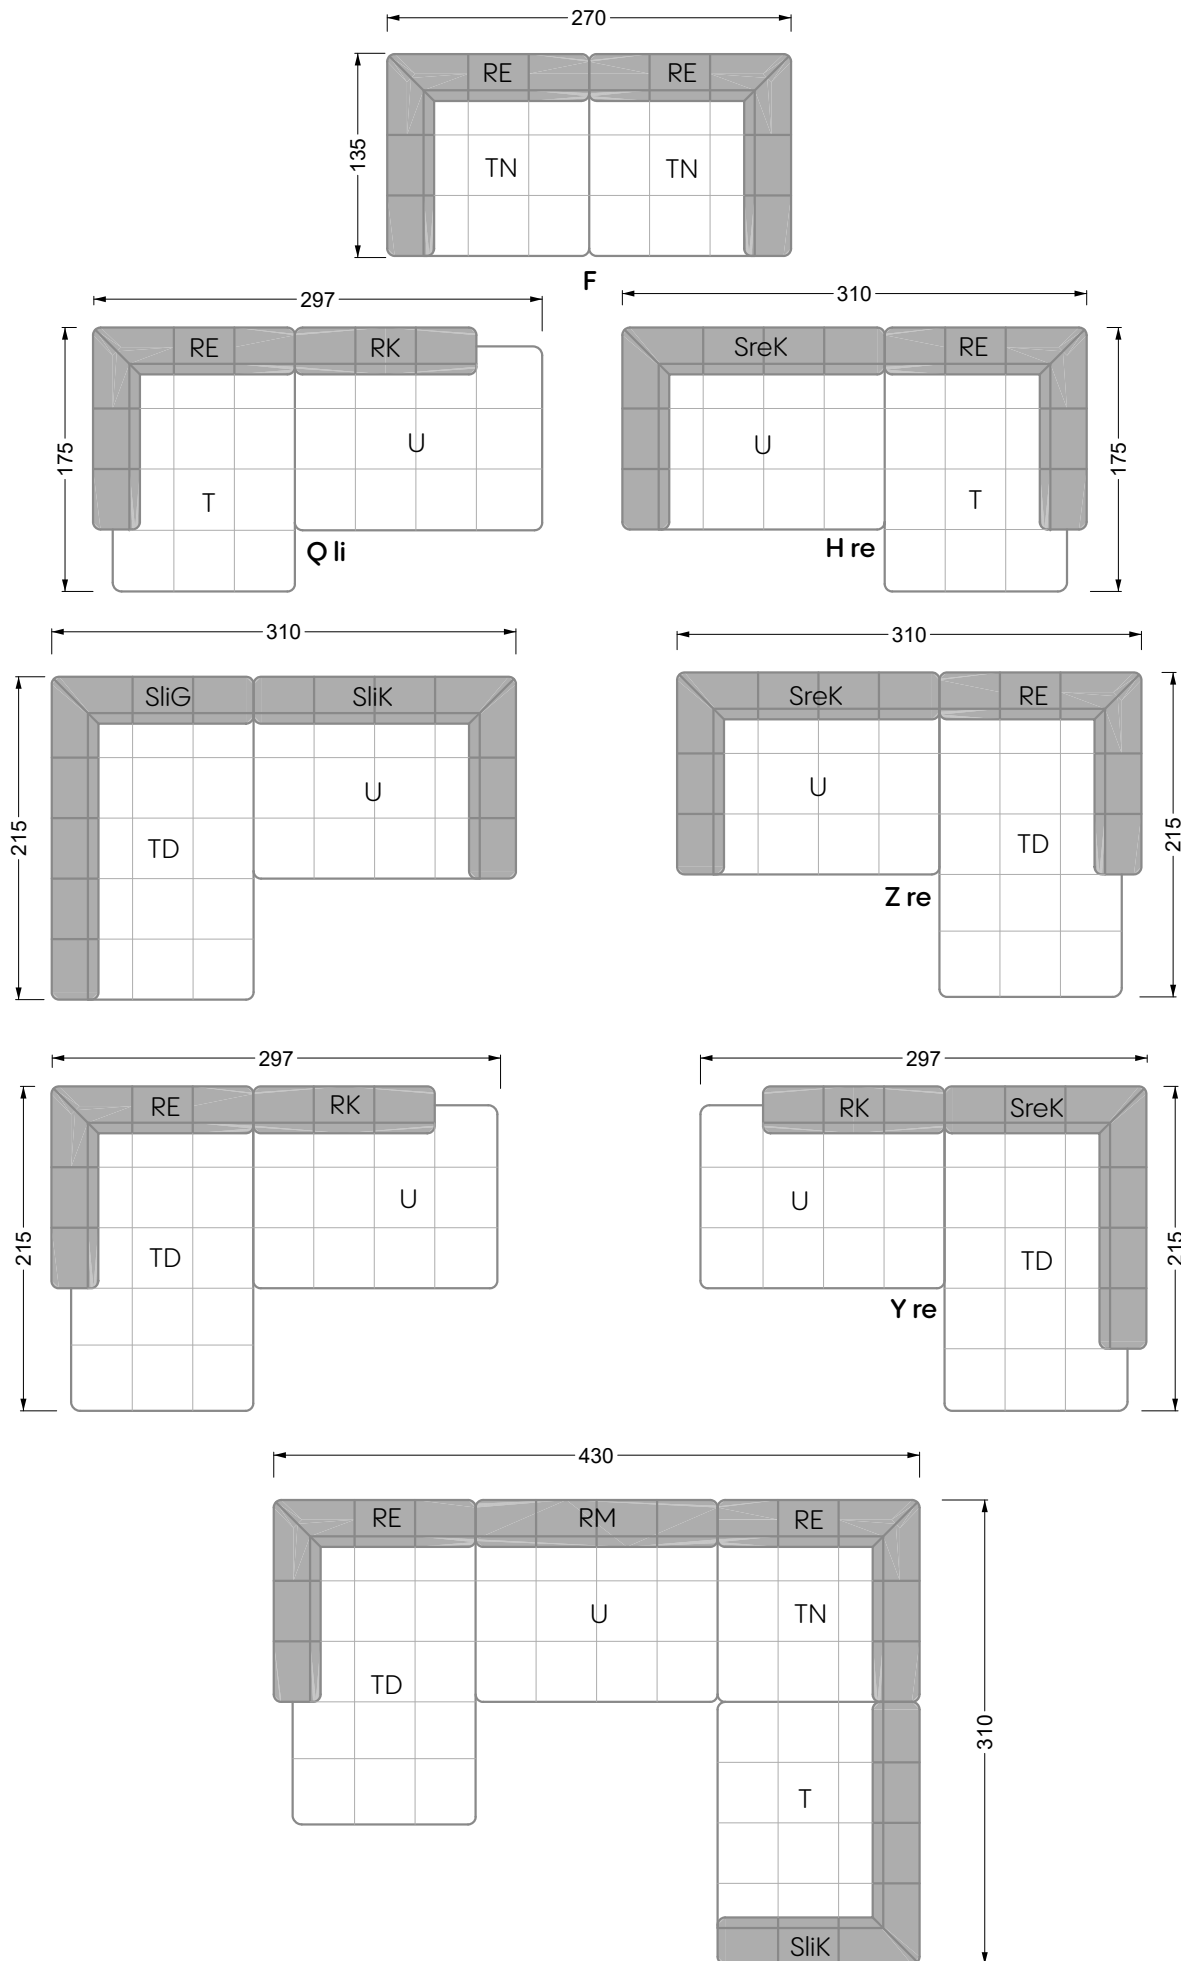 270
RE RE
135
TN TN
F
297
310
RE RK
SreK RE
175
U
T
Q li
U
T
175
H re
310
310
SliG SliK
SreK RE
215
U
TD
U
TD
215
Z re
297
297
RE RK
RK SreK
215
U
TD
U
TD
215
Y re
430
RE RM RE
U TN
TD
310
T
SliK